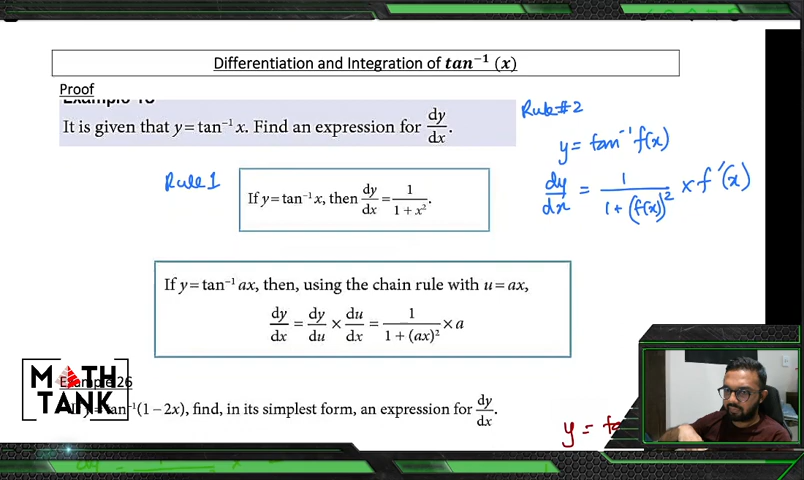 Differentiation and Integration of tan⁻¹ (x)
Proof
It is given that y = tan⁻¹ x. Find an expression for dy/dx.
Rule #2
y = tan⁻¹ f(x)
dy/dx = 1/(1 + (f(x))²) × f'(x)
Rule 1
If y = tan⁻¹ x, then dy/dx = 1/(1 + x²).
If y = tan⁻¹ ax, then, using the chain rule with u = ax,
dy/dx = dy/du × du/dx = 1/(1 + (ax)²) × a
MATH
TANK
Example 26
tan⁻¹(1 − 2x), find, in its simplest form, an expression for dy/dx.
y =